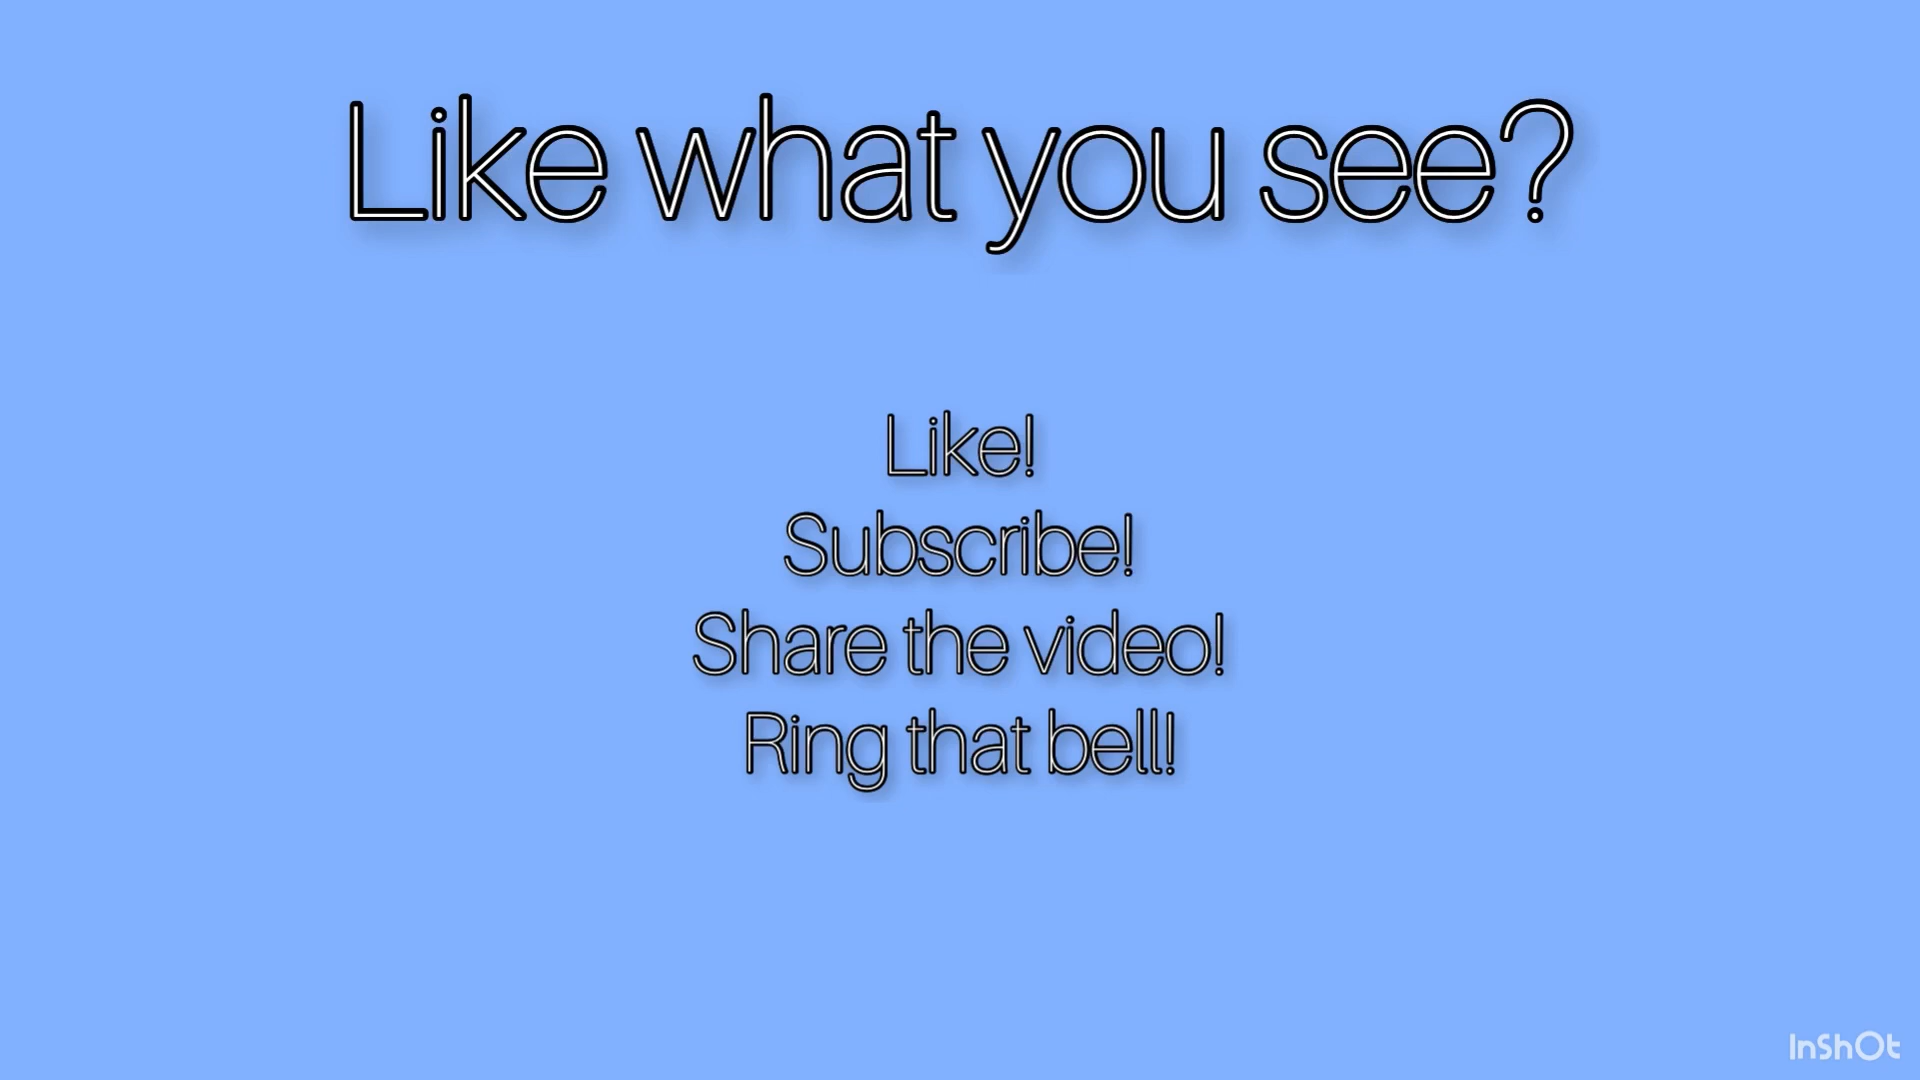 Like what you see?
Like!
Subscribe!
Share the video!
Ring that bell!
InShOt